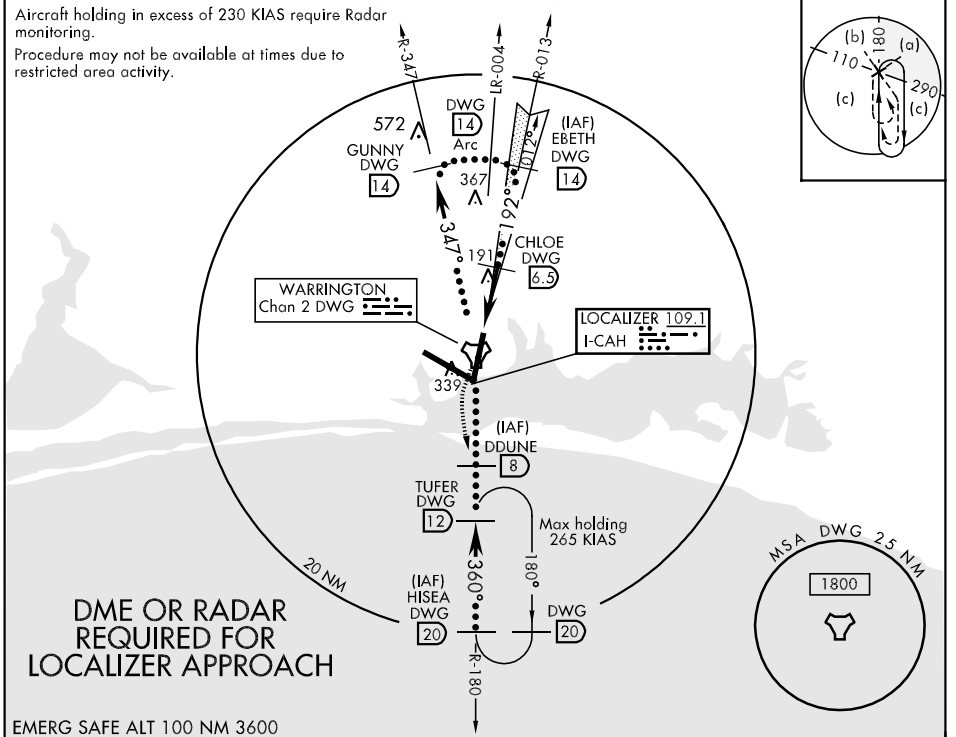 Aircraft holding in excess of 230 KIAS require Radar
monitoring.
Procedure may not be available at times due to
restricted area activity.
R-347
LR-004
R-013
(b)
180
(a)
110
290
(c)
(c)
DWG
14
Arc
572
GUNNY
DWG
14
012°
(IAF)
EBETH
DWG
14
367
192°
347°
191
CHLOE
DWG
6.5
WARRINGTON
Chan 2 DWG
LOCALIZER 109.1
I-CAH
339
(IAF)
DDUNE
8
TUFER
DWG
12
Max holding
265 KIAS
360°
180°
20 NM
(IAF)
HISEA
DWG
20
DWG
20
R-180
MSA DWG 25 NM
1800
DME OR RADAR
REQUIRED FOR
LOCALIZER APPROACH
EMERG SAFE ALT 100 NM 3600